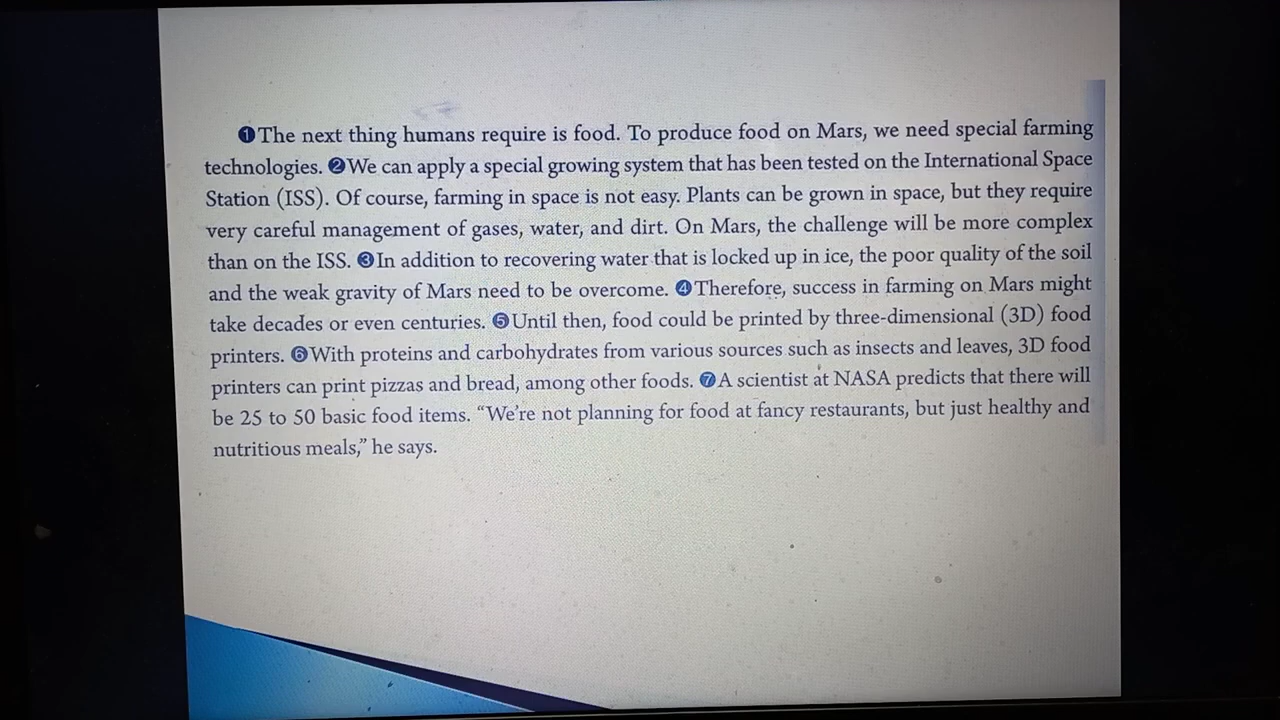 ❶The next thing humans require is food. To produce food on Mars, we need special farming
technologies. ❷We can apply a special growing system that has been tested on the International Space
Station (ISS). Of course, farming in space is not easy. Plants can be grown in space, but they require
very careful management of gases, water, and dirt. On Mars, the challenge will be more complex
than on the ISS. ❸In addition to recovering water that is locked up in ice, the poor quality of the soil
and the weak gravity of Mars need to be overcome. ❹Therefore, success in farming on Mars might
take decades or even centuries. ❺Until then, food could be printed by three-dimensional (3D) food
printers. ❻With proteins and carbohydrates from various sources such as insects and leaves, 3D food
printers can print pizzas and bread, among other foods. ❼A scientist at NASA predicts that there will
be 25 to 50 basic food items. “We’re not planning for food at fancy restaurants, but just healthy and
nutritious meals,” he says.